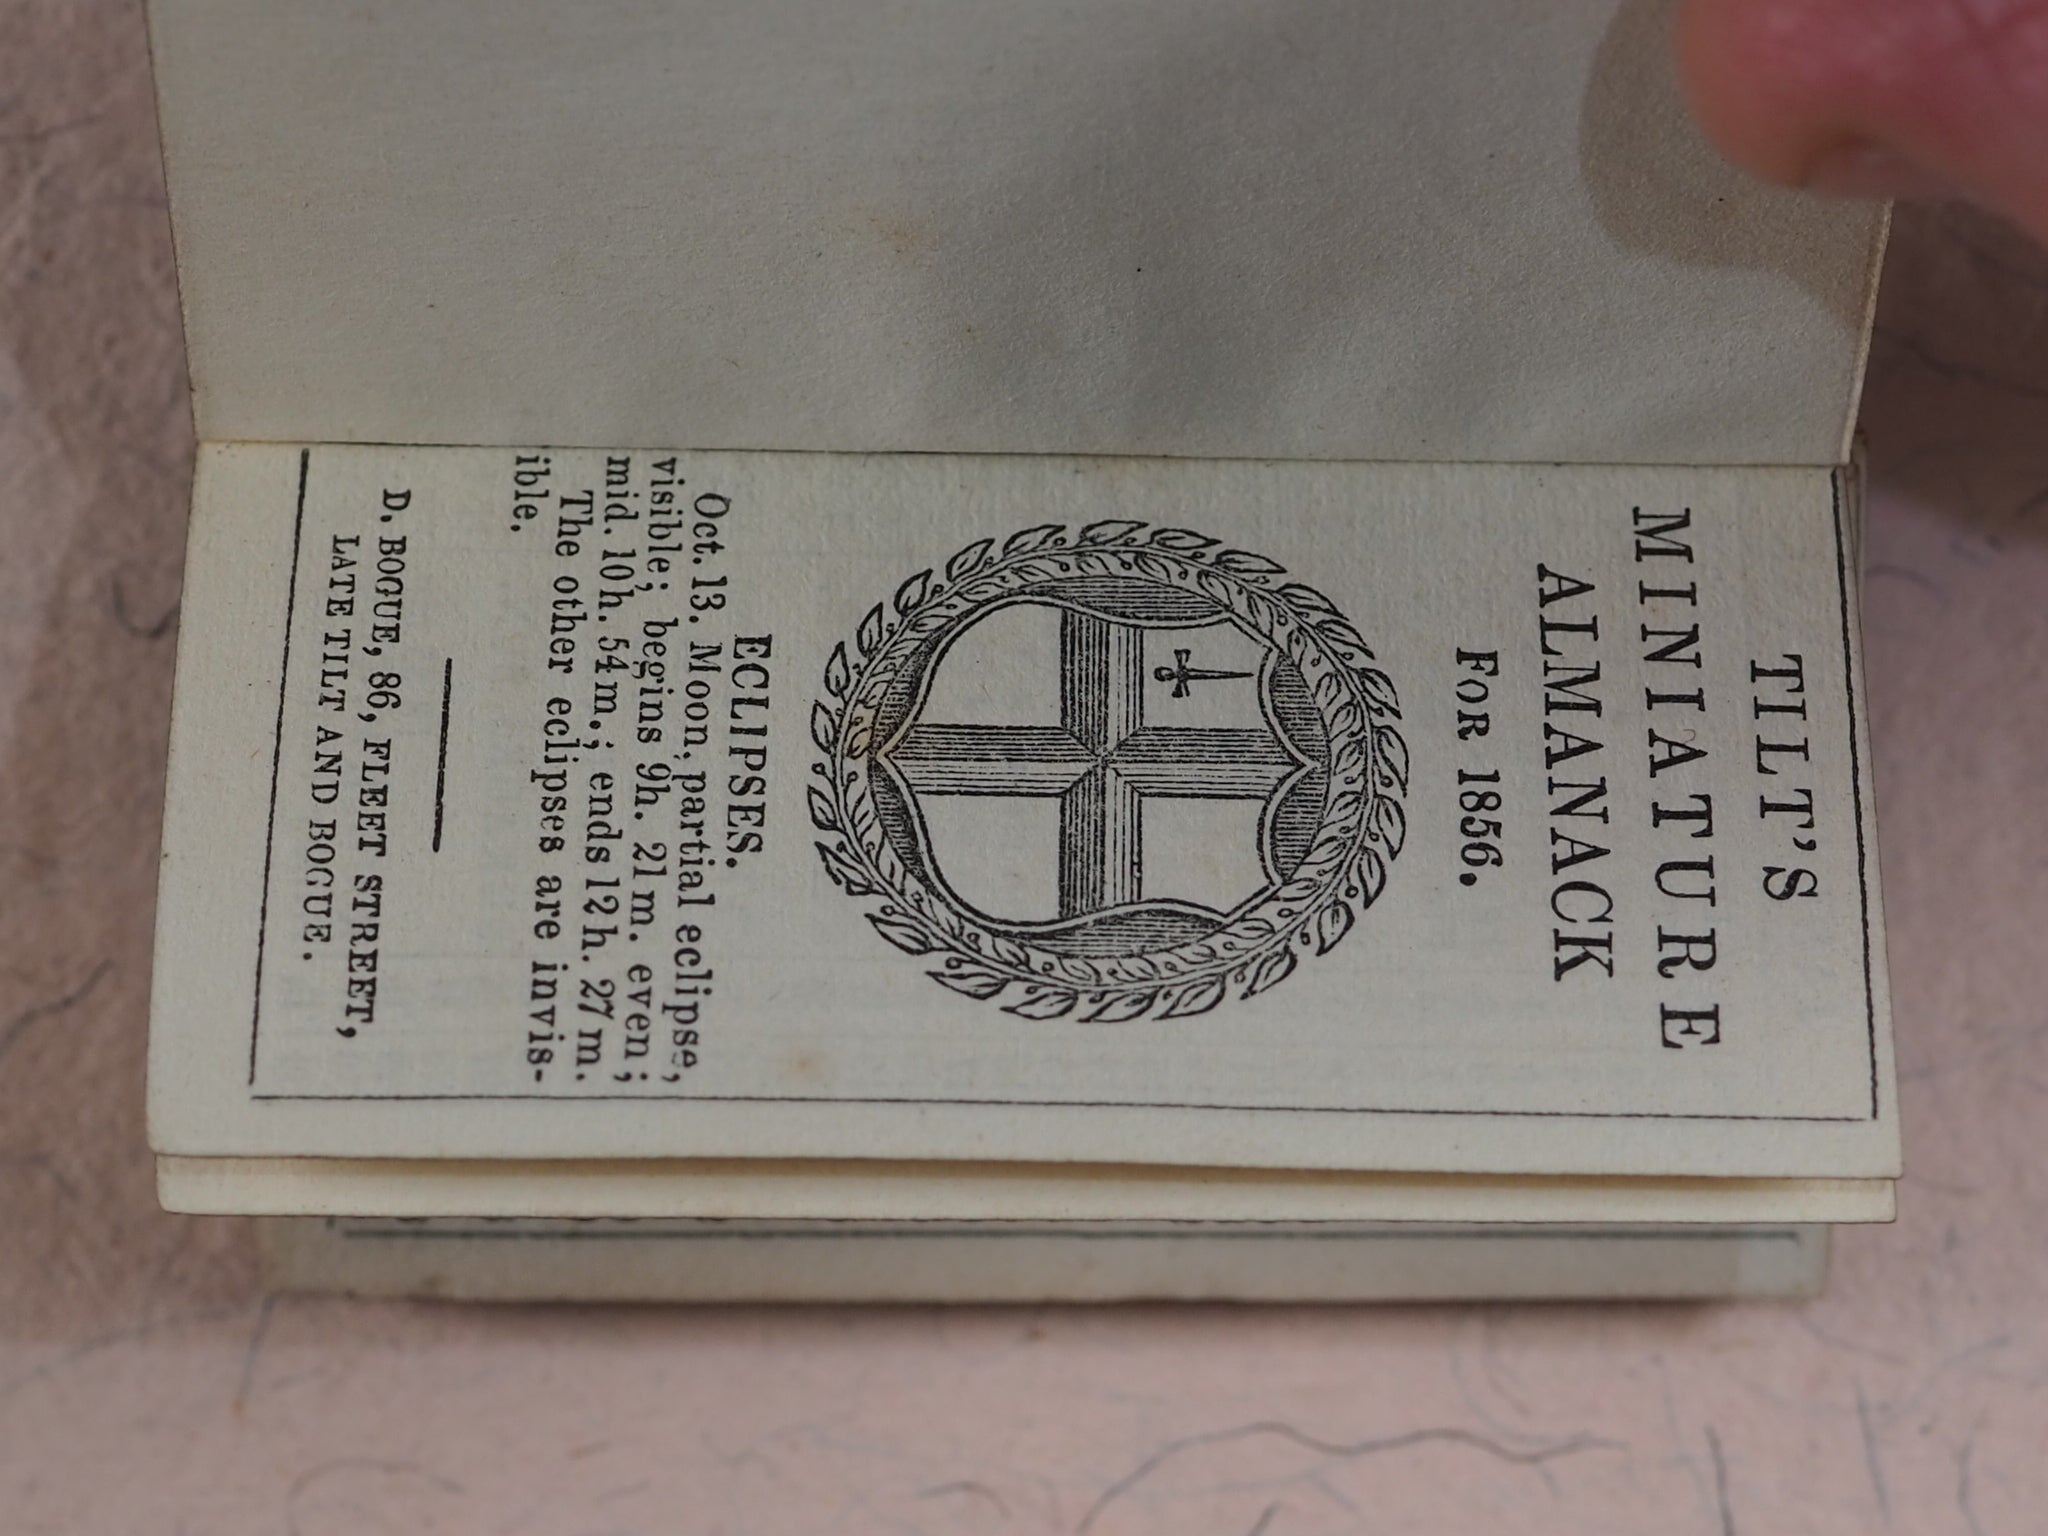 TILT'S
MINIATURE
ALMANACK
FOR 1856.
ECLIPSES.
Oct. 13. Moon, partial eclipse,
visible; begins 9h. 21m. even;
mid. 10h. 54m.; ends 12h. 27m.
The other eclipses are invis-
ible.
D. BOGUE, 86, FLEET STREET,
LATE TILT AND BOGUE.